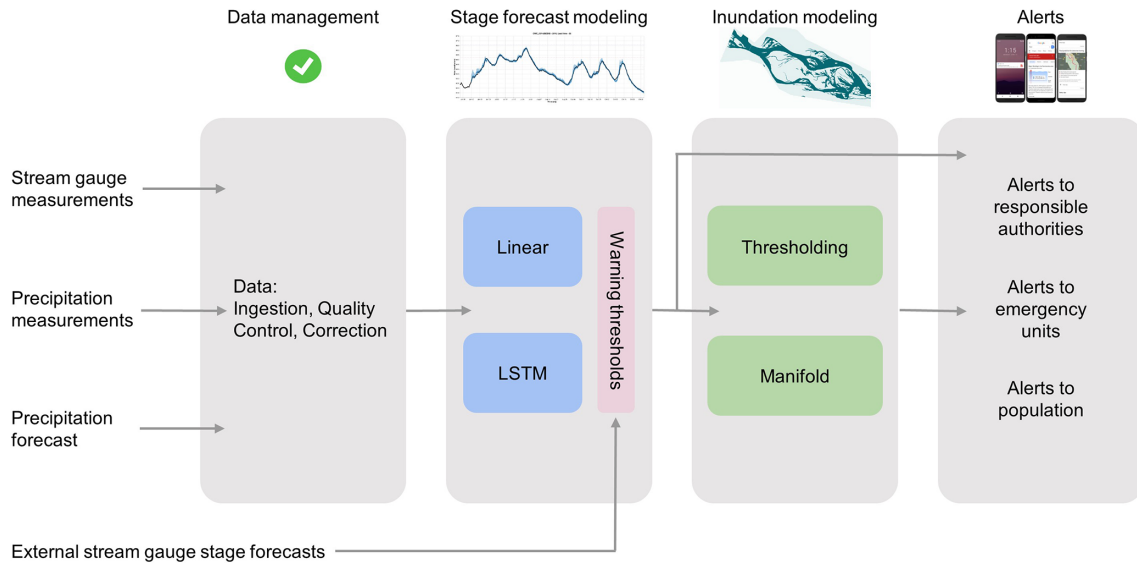 Data management
Stage forecast modeling
Inundation modeling
Alerts
1:15
Stream gauge
measurements
Precipitation
measurements
Precipitation
forecast
External stream gauge stage forecasts
Data:
Ingestion, Quality
Control, Correction
Linear
LSTM
Warning thresholds
Thresholding
Manifold
Alerts to
responsible
authorities
Alerts to
emergency
units
Alerts to
population